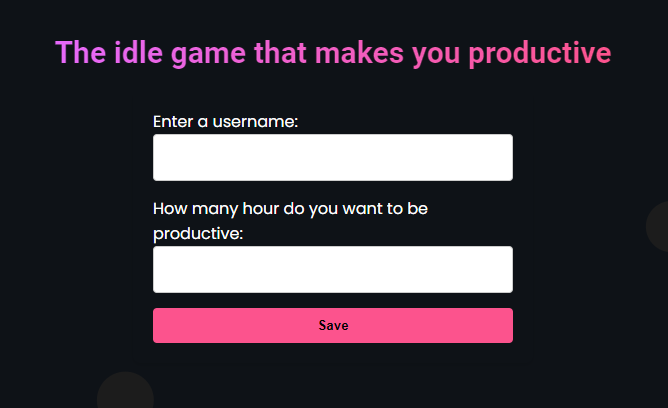 The idle game that makes you productive
Enter a username:
How many hour do you want to be
productive:
Save